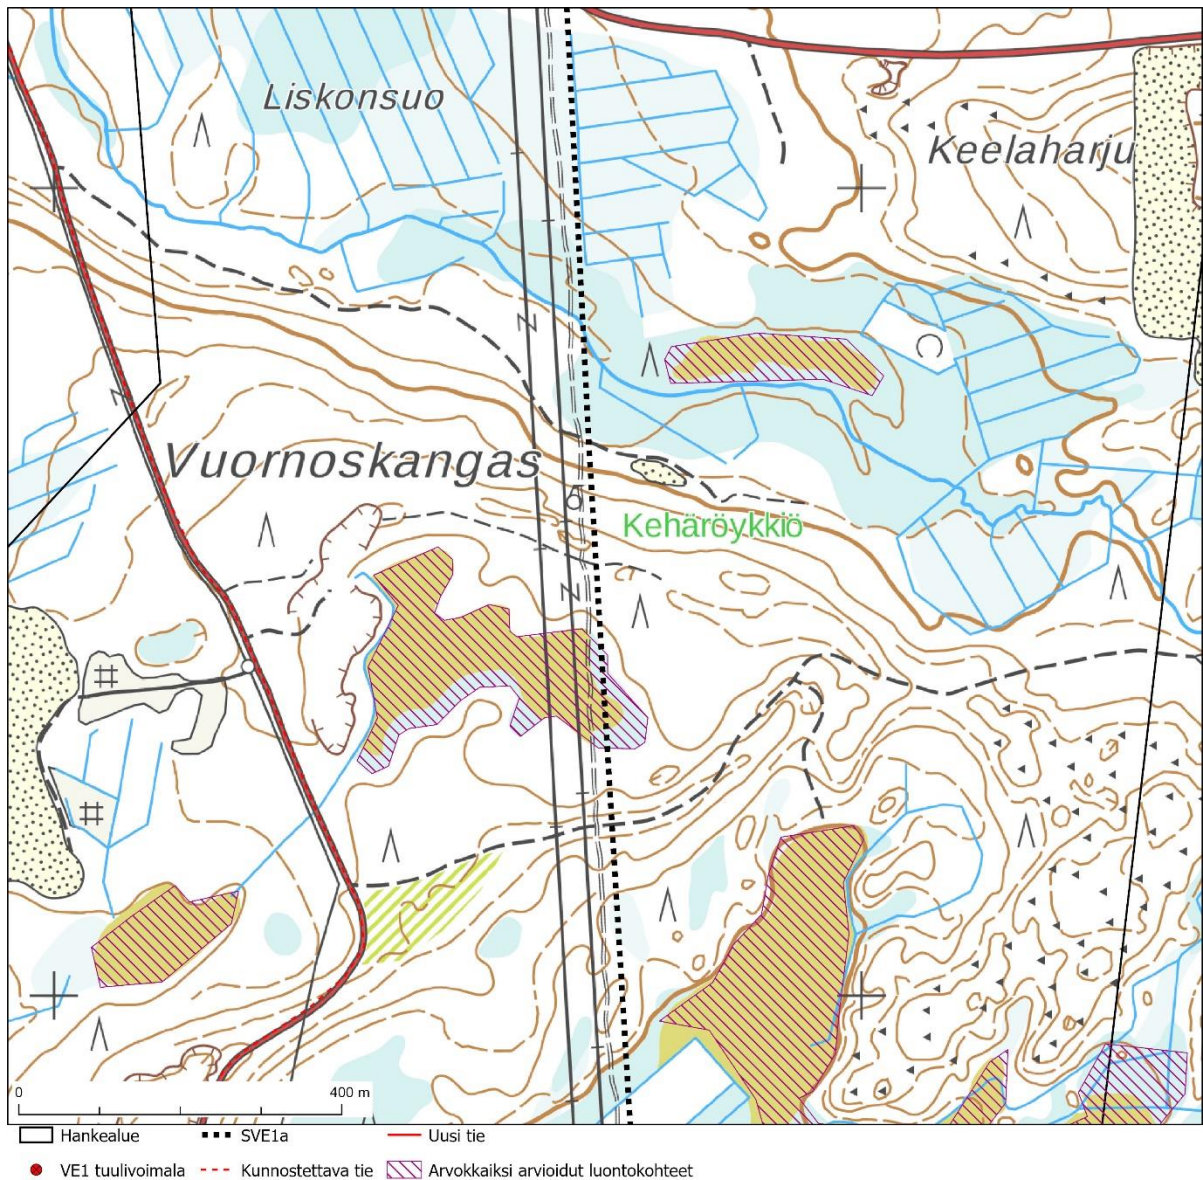 Liskonsuo
Keelaharju
Vuornoskangas
Kehäröykkiö
0 400 m
Hankealue SVE1a Uusi tie
VE1 tuulivoimala Kunnostettava tie Arvokkaiksi arvioidut luontokohteet